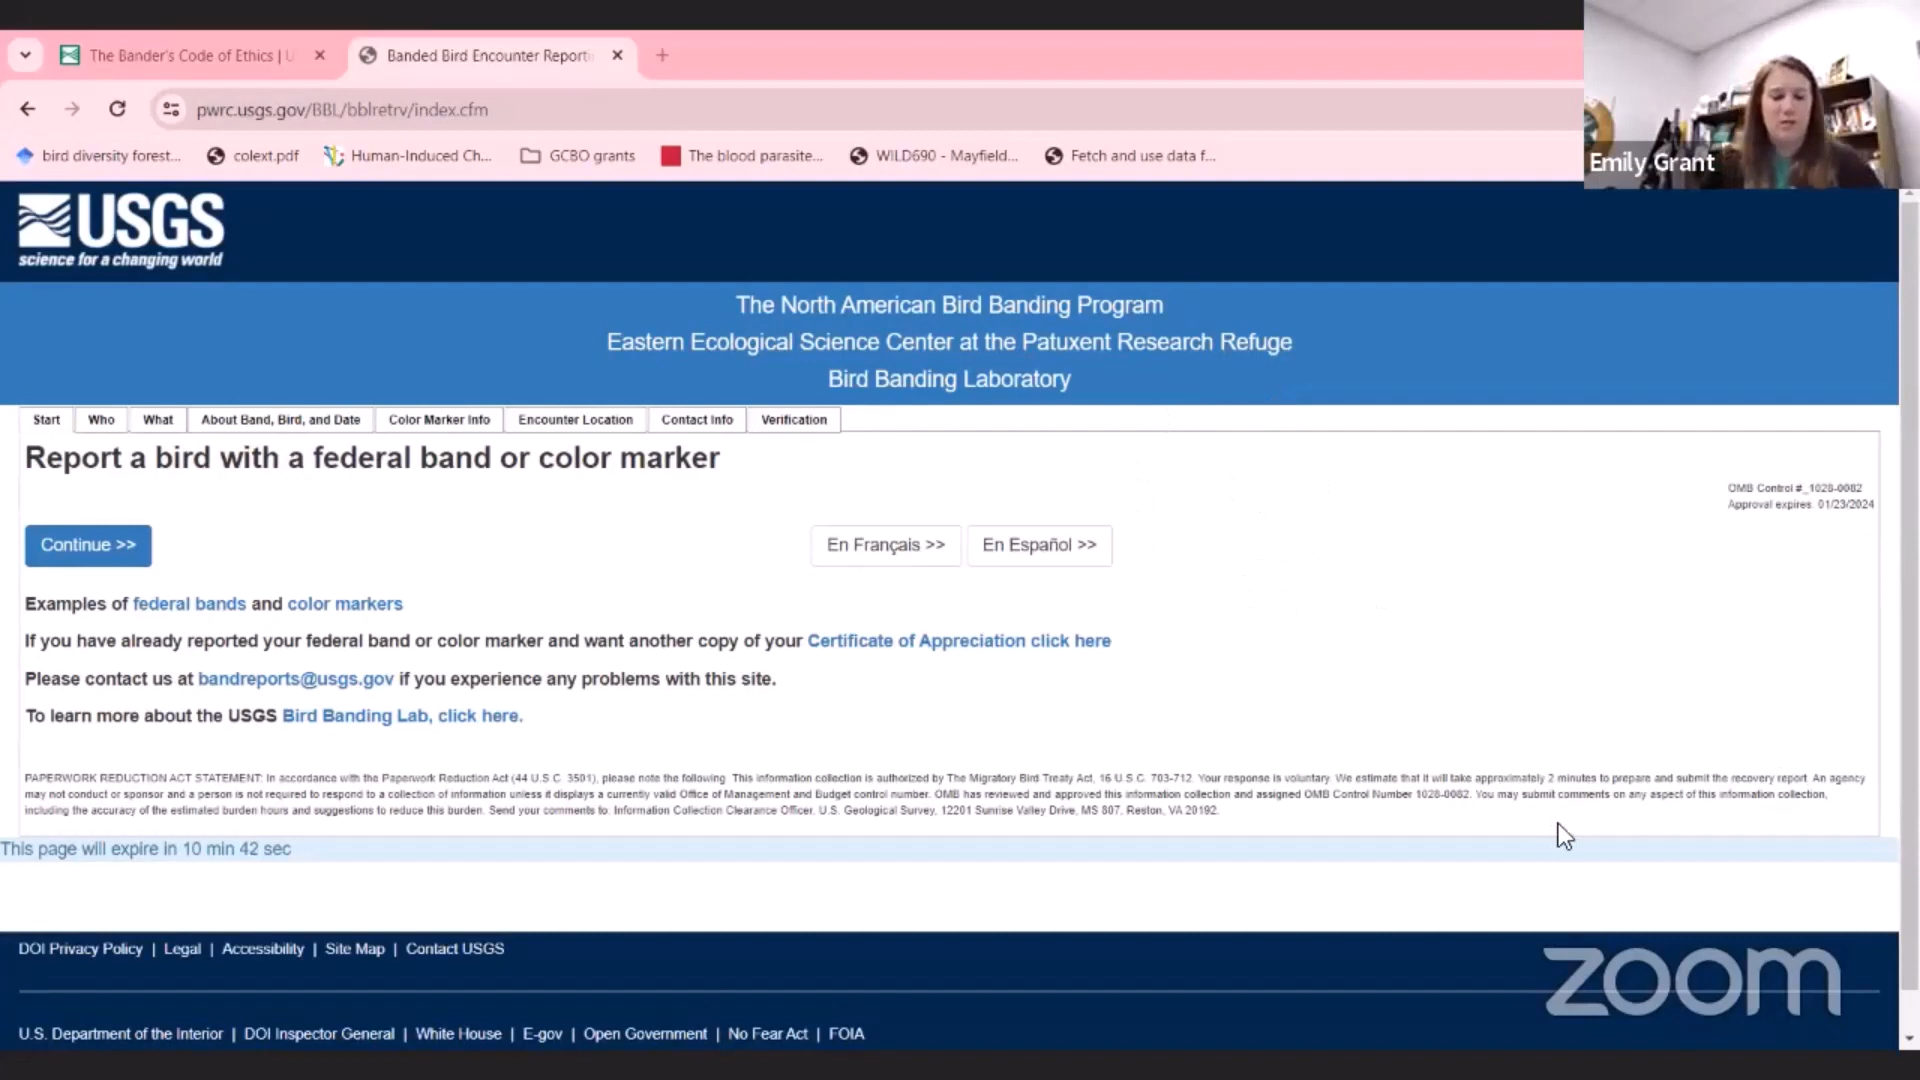 The Bander's Code of Ethics | U
Banded Bird Encounter Reporti
pwrc.usgs.gov/BBL/bblretrv/index.cfm
bird diversity forest...
colext.pdf
Human-Induced Ch...
GCBO grants
The blood parasite...
WILD690 - Mayfield...
Fetch and use data f...
Emily Grant
USGS
science for a changing world
The North American Bird Banding Program
Eastern Ecological Science Center at the Patuxent Research Refuge
Bird Banding Laboratory
Start Who What About Band, Bird, and Date Color Marker Info Encounter Location Contact Info Verification
Report a bird with a federal band or color marker
OMB Control #_1028-0082
Approval expires: 01/23/2024
Continue >> En Français >> En Español >>
Examples of federal bands and color markers
If you have already reported your federal band or color marker and want another copy of your Certificate of Appreciation click here
Please contact us at bandreports@usgs.gov if you experience any problems with this site.
To learn more about the USGS Bird Banding Lab, click here.
PAPERWORK REDUCTION ACT STATEMENT: In accordance with the Paperwork Reduction Act (44 U.S.C. 3501), please note the following. This information collection is authorized by The Migratory Bird Treaty Act, 16 U.S.C. 703-712. Your response is voluntary. We estimate that it will take approximately 2 minutes to prepare and submit the recovery report. An agency
may not conduct or sponsor and a person is not required to respond to a collection of information unless it displays a currently valid Office of Management and Budget control number. OMB has reviewed and approved this information collection and assigned OMB Control Number 1028-0082. You may submit comments on any aspect of this information collection,
including the accuracy of the estimated burden hours and suggestions to reduce this burden. Send your comments to: Information Collection Clearance Officer, U.S. Geological Survey, 12201 Sunrise Valley Drive, MS 807, Reston, VA 20192.
This page will expire in 10 min 42 sec
DOI Privacy Policy | Legal | Accessibility | Site Map | Contact USGS
zoom
U.S. Department of the Interior | DOI Inspector General | White House | E-gov | Open Government | No Fear Act | FOIA